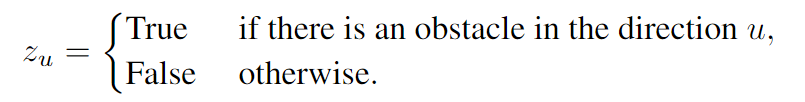 z_u = { True if there is an obstacle in the direction u,
False otherwise.